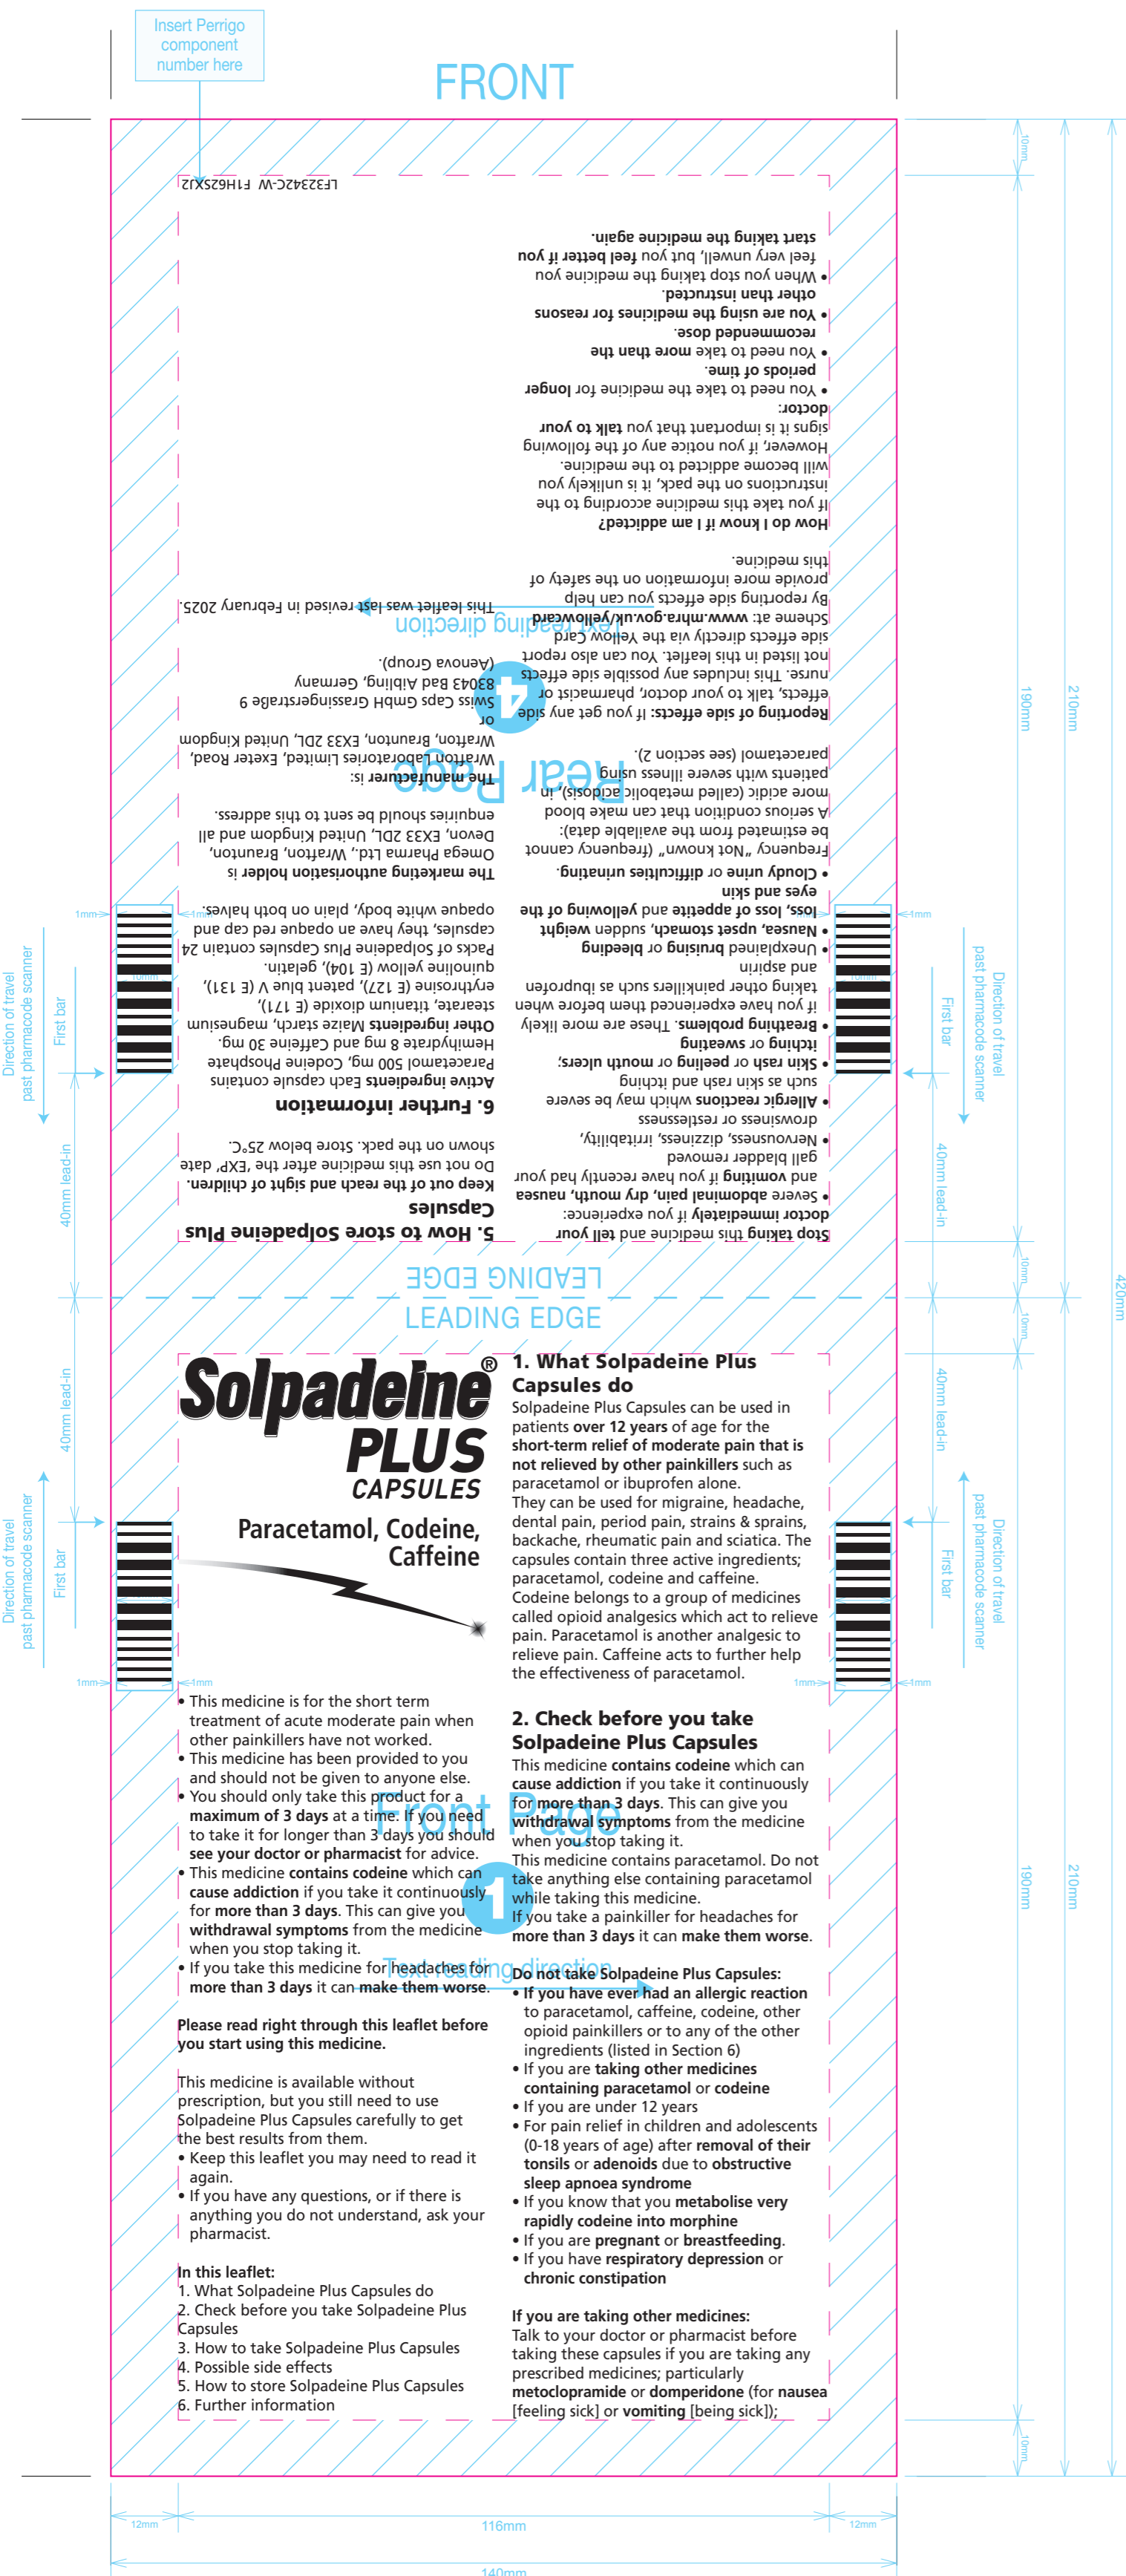 Insert Perrigo
component
number here
FRONT
LF32342C-W F1H62SXJ2
Stop taking this medicine and tell your
doctor immediately if you experience:
• Severe abdominal pain, dry mouth, nausea
and vomiting if you have recently had your
gall bladder removed
• Nervousness, dizziness, irritability,
drowsiness or restlessness
• Allergic reactions which may be severe
such as skin rash and itching
• Skin rash or peeling or mouth ulcers;
itching or sweating
• Breathing problems. These are more likely
if you have experienced them before when
taking other painkillers such as ibuprofen
and aspirin
• Unexplained bruising or bleeding
• Nausea, upset stomach, sudden weight
loss, loss of appetite and yellowing of the
eyes and skin
• Cloudy urine or difficulties urinating.
Frequency "Not known" (frequency cannot
be estimated from the available data):
A serious condition that can make blood
more acidic (called metabolic acidosis), in
patients with severe illness using
paracetamol (see section 2).
Reporting of side effects: If you get any side
effects, talk to your doctor, pharmacist or
nurse. This includes any possible side effects
not listed in this leaflet. You can also report
side effects directly via the Yellow Card
Scheme at: www.mhra.gov.uk/yellowcard
By reporting side effects you can help
provide more information on the safety of
this medicine.
How do I know if I am addicted?
If you take this medicine according to the
instructions on the pack, it is unlikely you
will become addicted to the medicine.
However, if you notice any of the following
signs it is important that you talk to your
doctor:
• You need to take the medicine for longer
periods of time.
• You need to take more than the
recommended dose.
• You are using the medicines for reasons
other than instructed.
• When you stop taking the medicine you
feel very unwell, but you feel better if you
start taking the medicine again.
5. How to store Solpadeine Plus
Capsules
Keep out of the reach and sight of children.
Do not use this medicine after the 'EXP' date
shown on the pack. Store below 25°C.
6. Further information
Active ingredients Each capsule contains
Paracetamol 500 mg, Codeine Phosphate
Hemihydrate 8 mg and Caffeine 30 mg.
Other ingredients Maize starch, magnesium
stearate, titanium dioxide (E 171),
erythrosine (E 127), patent blue V (E 131),
quinoline yellow (E 104), gelatin.
Packs of Solpadeine Plus Capsules contain 24
capsules, they have an opaque red cap and
opaque white body, plain on both halves.
The marketing authorisation holder is
Omega Pharma Ltd., Wrafton, Braunton,
Devon, EX33 2DL, United Kingdom and all
enquiries should be sent to this address.
The manufacturer is:
Wrafton Laboratories Limited, Exeter Road,
Wrafton, Braunton, EX33 2DL, United Kingdom
or
Swiss Caps GmbH Grassingerstraße 9
83043 Bad Aibling, Germany
(Aenova Group).
This leaflet was last revised in February 2025.
Rear Page
4
Text reading direction
LEADING EDGE
LEADING EDGE
Solpadeine®
PLUS
CAPSULES
Paracetamol, Codeine,
Caffeine
• This medicine is for the short term
treatment of acute moderate pain when
other painkillers have not worked.
• This medicine has been provided to you
and should not be given to anyone else.
• You should only take this product for a
maximum of 3 days at a time. If you need
to take it for longer than 3 days you should
see your doctor or pharmacist for advice.
• This medicine contains codeine which can
cause addiction if you take it continuously
for more than 3 days. This can give you
withdrawal symptoms from the medicine
when you stop taking it.
• If you take this medicine for headaches for
more than 3 days it can make them worse.
Please read right through this leaflet before
you start using this medicine.
This medicine is available without
prescription, but you still need to use
Solpadeine Plus Capsules carefully to get
the best results from them.
• Keep this leaflet you may need to read it
again.
• If you have any questions, or if there is
anything you do not understand, ask your
pharmacist.
In this leaflet:
1. What Solpadeine Plus Capsules do
2. Check before you take Solpadeine Plus
Capsules
3. How to take Solpadeine Plus Capsules
4. Possible side effects
5. How to store Solpadeine Plus Capsules
6. Further information
1. What Solpadeine Plus
Capsules do
Solpadeine Plus Capsules can be used in
patients over 12 years of age for the
short-term relief of moderate pain that is
not relieved by other painkillers such as
paracetamol or ibuprofen alone.
They can be used for migraine, headache,
dental pain, period pain, strains & sprains,
backache, rheumatic pain and sciatica. The
capsules contain three active ingredients;
paracetamol, codeine and caffeine.
Codeine belongs to a group of medicines
called opioid analgesics which act to relieve
pain. Paracetamol is another analgesic to
relieve pain. Caffeine acts to further help
the effectiveness of paracetamol.
2. Check before you take
Solpadeine Plus Capsules
This medicine contains codeine which can
cause addiction if you take it continuously
for more than 3 days. This can give you
withdrawal symptoms from the medicine
when you stop taking it.
This medicine contains paracetamol. Do not
take anything else containing paracetamol
while taking this medicine.
If you take a painkiller for headaches for
more than 3 days it can make them worse.
Do not take Solpadeine Plus Capsules:
• If you have ever had an allergic reaction
to paracetamol, caffeine, codeine, other
opioid painkillers or to any of the other
ingredients (listed in Section 6)
• If you are taking other medicines
containing paracetamol or codeine
• If you are under 12 years
• For pain relief in children and adolescents
(0-18 years of age) after removal of their
tonsils or adenoids due to obstructive
sleep apnoea syndrome
• If you know that you metabolise very
rapidly codeine into morphine
• If you are pregnant or breastfeeding.
• If you have respiratory depression or
chronic constipation
If you are taking other medicines:
Talk to your doctor or pharmacist before
taking these capsules if you are taking any
prescribed medicines; particularly
metoclopramide or domperidone (for nausea
[feeling sick] or vomiting [being sick]);
Front Page
1
Text reading direction
Direction of travel
past pharmacode scanner
First bar
40mm lead-in
1mm
1mm
10mm
Direction of travel
past pharmacode scanner
First bar
40mm lead-in
1mm
1mm
10mm
Direction of travel
past pharmacode scanner
First bar
40mm lead-in
1mm
1mm
Direction of travel
past pharmacode scanner
First bar
40mm lead-in
1mm
1mm
10mm
190mm
210mm
10mm
420mm
10mm
190mm
210mm
10mm
12mm
116mm
12mm
140mm